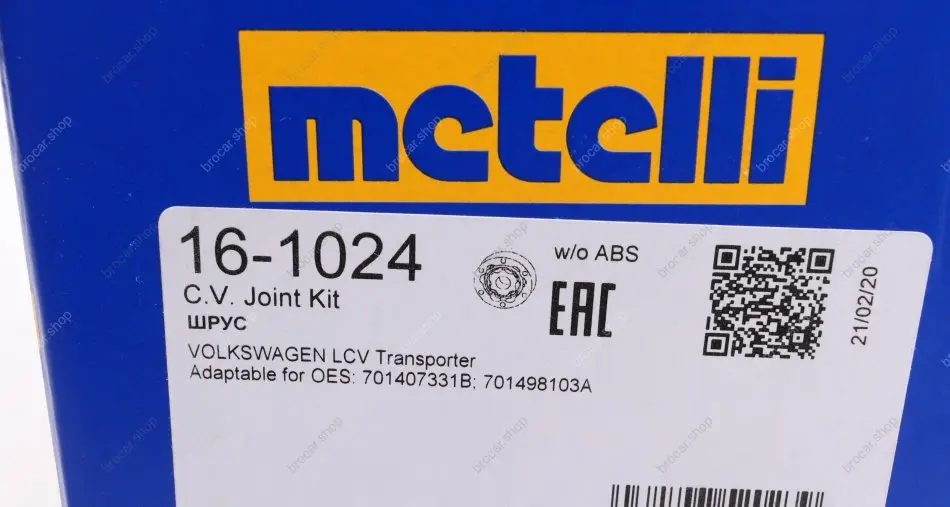 metelli
16-1024
C.V. Joint Kit
ШРУС
VOLKSWAGEN LCV Transporter
Adaptable for OES: 701407331B; 701498103A
w/o ABS
EAC
21/02/20
brocar.shop